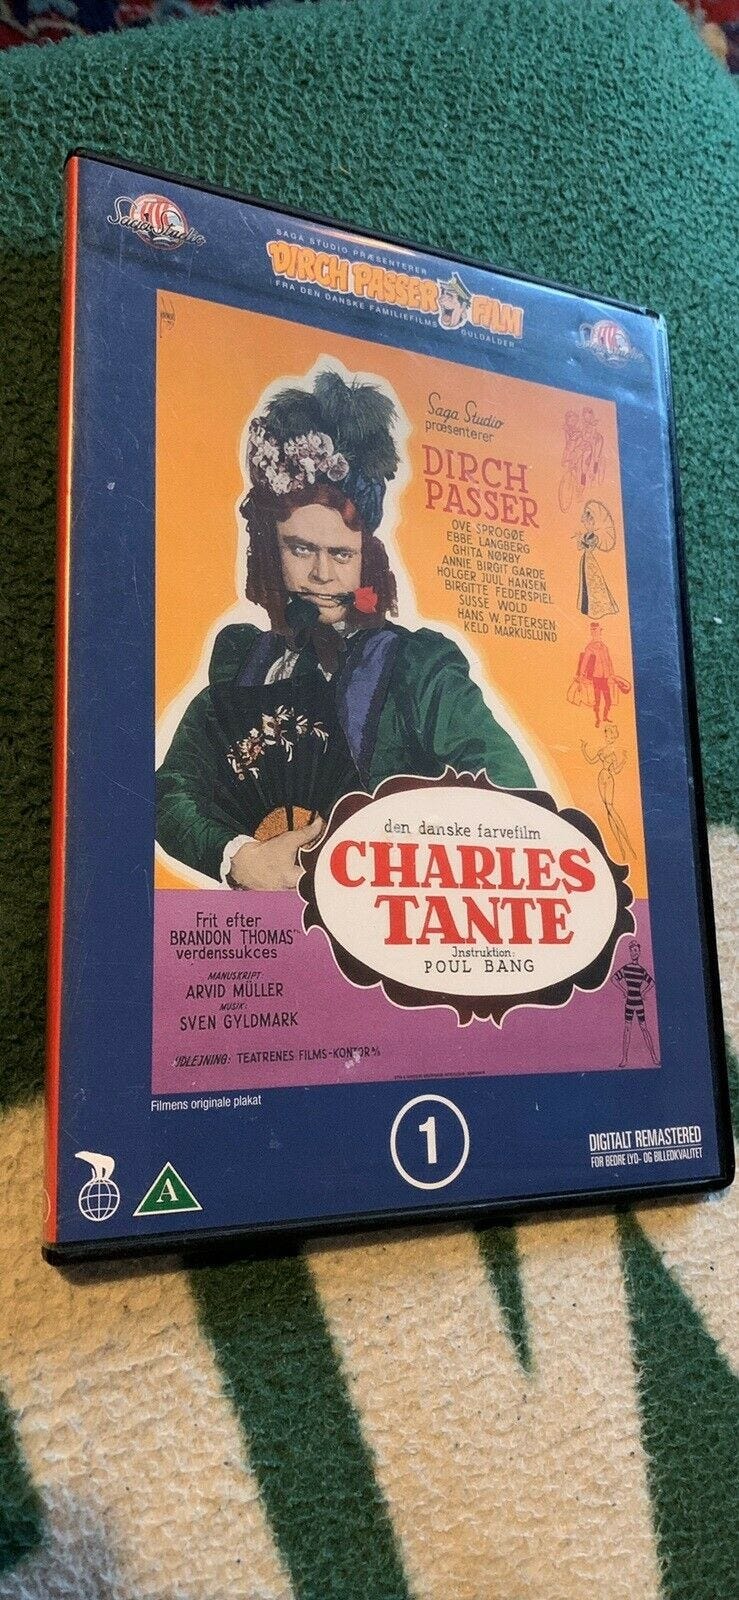 Saga Studio
SAGA STUDIO PRÆSENTERER
DIRCH PASSER FILM
FRA DEN DANSKE FAMILIEFILMS GULDALDER
Saga Studio
Saga Studio
præsenterer
DIRCH
PASSER
OVE SPROGØE
EBBE LANGBERG
GHITA NØRBY
ANNIE BIRGIT GARDE
HOLGER JUUL HANSEN
BIRGITTE FEDERSPIEL
SUSSE WOLD
HANS W. PETERSEN
KELD MARKUSLUND
den danske farvefilm
CHARLES
TANTE
Instruktion:
POUL BANG
Frit efter
BRANDON THOMAS'
verdenssukces
MANUSKRIPT:
ARVID MÜLLER
MUSIK:
SVEN GYLDMARK
UDLEJNING: TEATRENES FILMS-KONTOR A/S
Filmens originale plakat
A
1
DIGITALT REMASTERED
FOR BEDRE LYD- OG BILLEDKVALITET